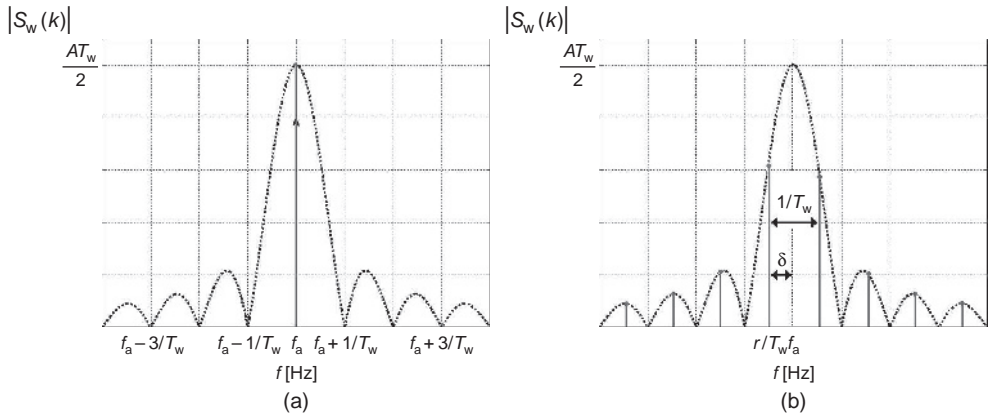 |S_w(k)|
AT_w
2
f_a – 3/T_w f_a – 1/T_w f_a f_a + 1/T_w f_a + 3/T_w
f [Hz]
(a)
|S_w(k)|
AT_w
2
1/T_w
δ
r/T_w f_a
f [Hz]
(b)